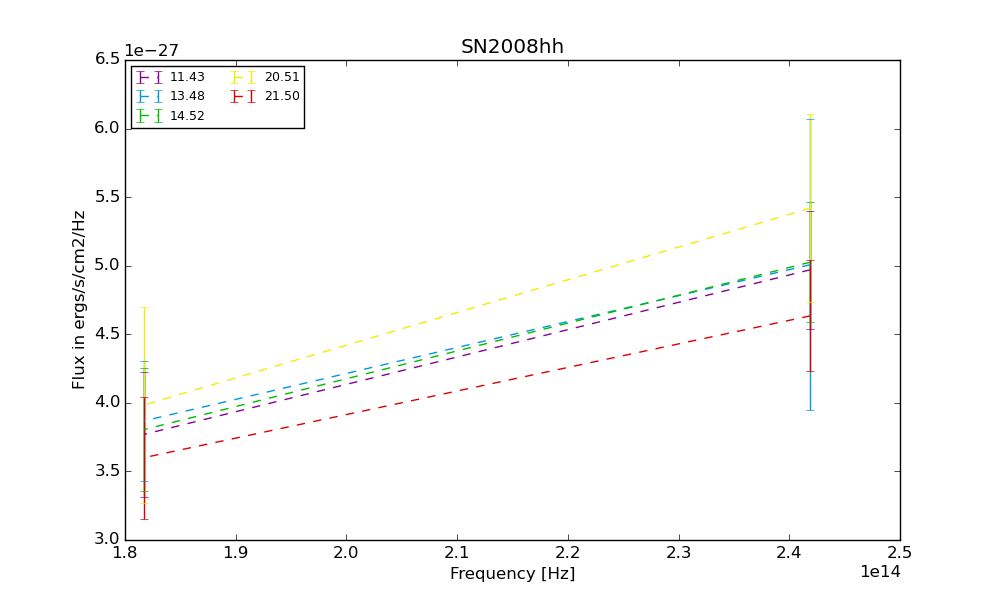 SN2008hh
1e−27
11.43 20.51
13.48 21.50
14.52
6.5
6.0
5.5
5.0
4.5
4.0
3.5
3.0
Flux in ergs/s/cm2/Hz
1.8 1.9 2.0 2.1 2.2 2.3 2.4 2.5
1e14
Frequency [Hz]